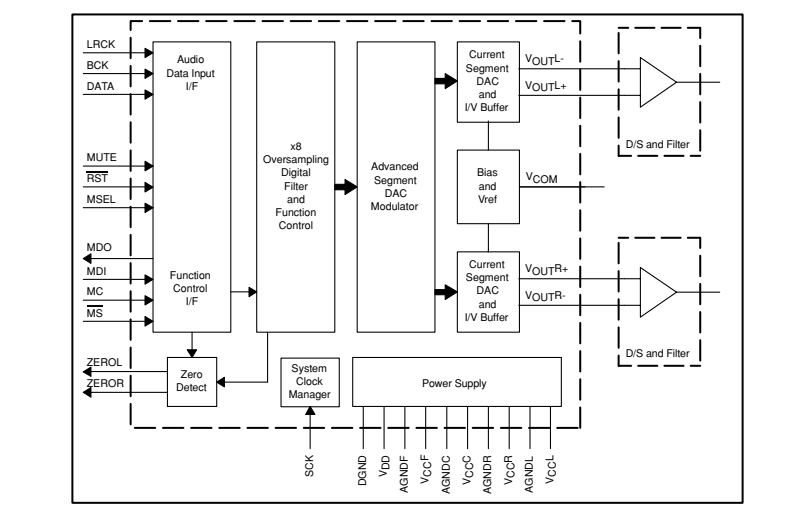 LRCK
BCK
DATA
MUTE
RST
MSEL
MDO
MDI
MC
MS
ZEROL
ZEROR
Audio
Data Input
I/F
Function
Control
I/F
x8
Oversampling
Digital
Filter
and
Function
Control
Advanced
Segment
DAC
Modulator
Current
Segment
DAC
and
I/V Buffer
Bias
and
Vref
Current
Segment
DAC
and
I/V Buffer
VOUTL-
VOUTL+
VCOM
VOUTR+
VOUTR-
D/S and Filter
D/S and Filter
Zero
Detect
System
Clock
Manager
Power Supply
SCK
DGND
VDD
AGNDF
VCCF
AGNDC
VCCC
AGNDR
VCCR
AGNDL
VCCL